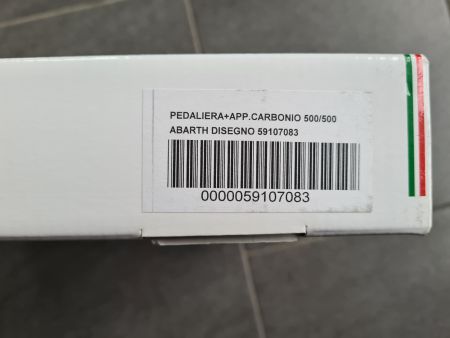 PEDALIERA+APP.CARBONIO 500/500
ABARTH DISEGNO 59107083
0000059107083